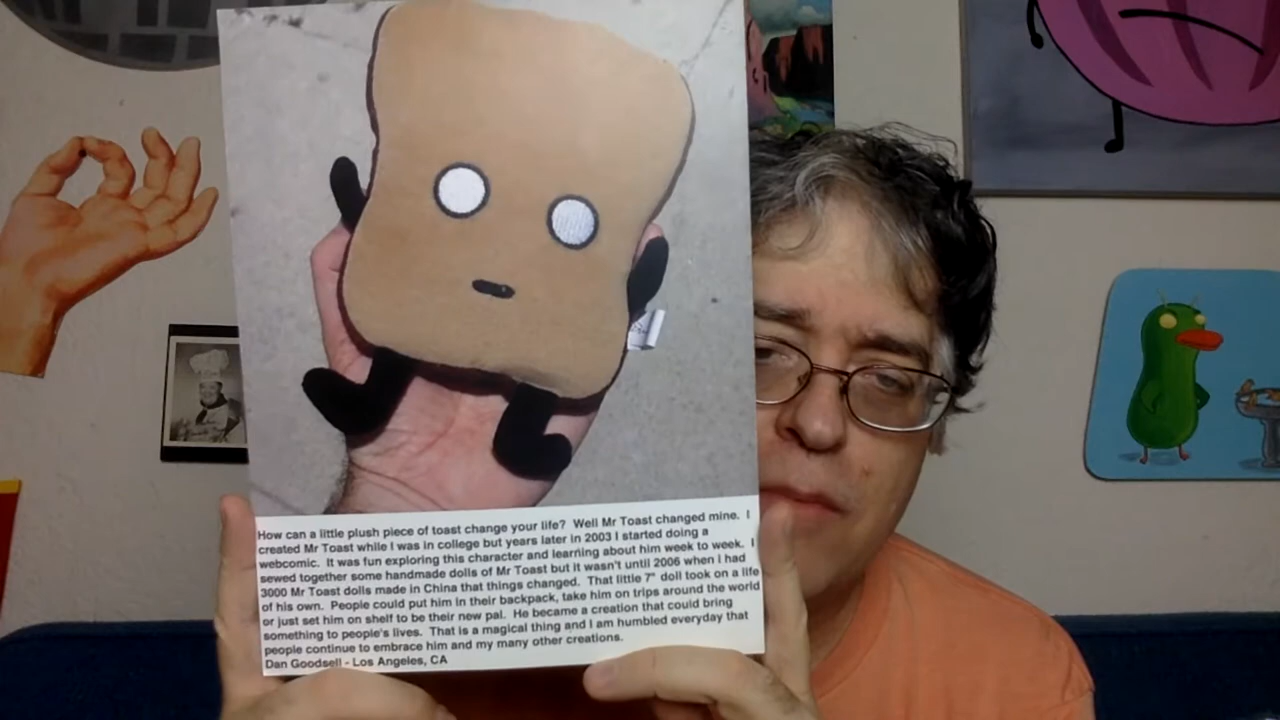 How can a little plush piece of toast change your life? Well Mr Toast changed mine. I
created Mr Toast while I was in college but years later in 2003 I started doing a
webcomic. It was fun exploring this character and learning about him week to week. I
sewed together some handmade dolls of Mr Toast but it wasn't until 2006 when I had
3000 Mr Toast dolls made in China that things changed. That little 7" doll took on a life
of his own. People could put him in their backpack, take him on trips around the world
or just set him on shelf to be their new pal. He became a creation that could bring
something to people's lives. That is a magical thing and I am humbled everyday that
people continue to embrace him and my many other creations.
Dan Goodsell - Los Angeles, CA